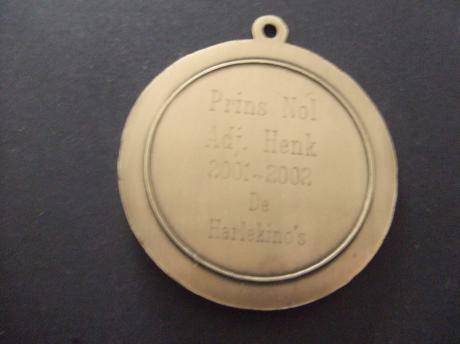 Prins Nol
Adj. Henk
2001-2002
De
Harlekino's